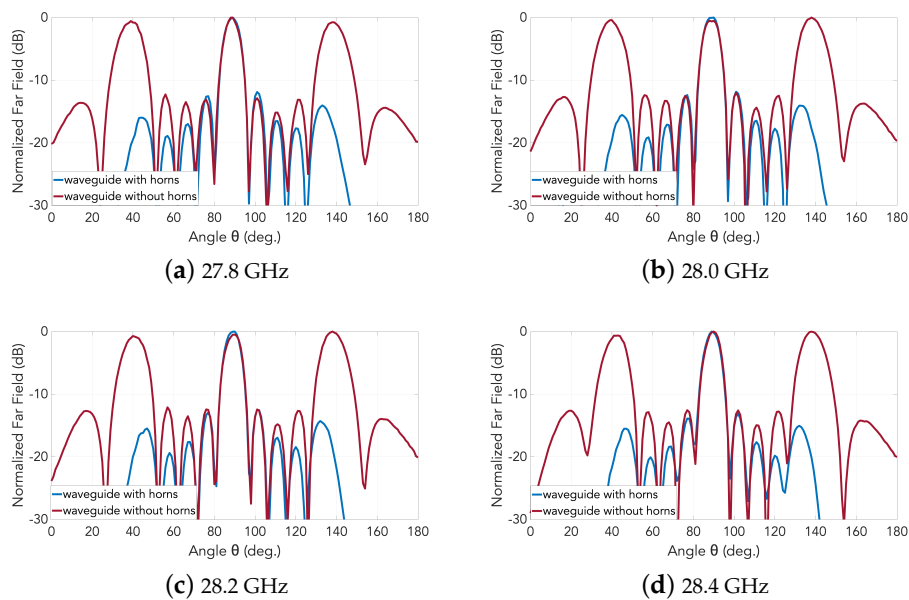 0
-10
-20
-30
Normalized Far Field (dB)
waveguide with horns
waveguide without horns
0 20 40 60 80 100 120 140 160 180
Angle θ (deg.)
(a) 27.8 GHz
0
-10
-20
-30
Normalized Far Field (dB)
waveguide with horns
waveguide without horns
0 20 40 60 80 100 120 140 160 180
Angle θ (deg.)
(b) 28.0 GHz
0
-10
-20
-30
Normalized Far Field (dB)
waveguide with horns
waveguide without horns
0 20 40 60 80 100 120 140 160 180
Angle θ (deg.)
(c) 28.2 GHz
0
-10
-20
-30
Normalized Far Field (dB)
waveguide with horns
waveguide without horns
0 20 40 60 80 100 120 140 160 180
Angle θ (deg.)
(d) 28.4 GHz